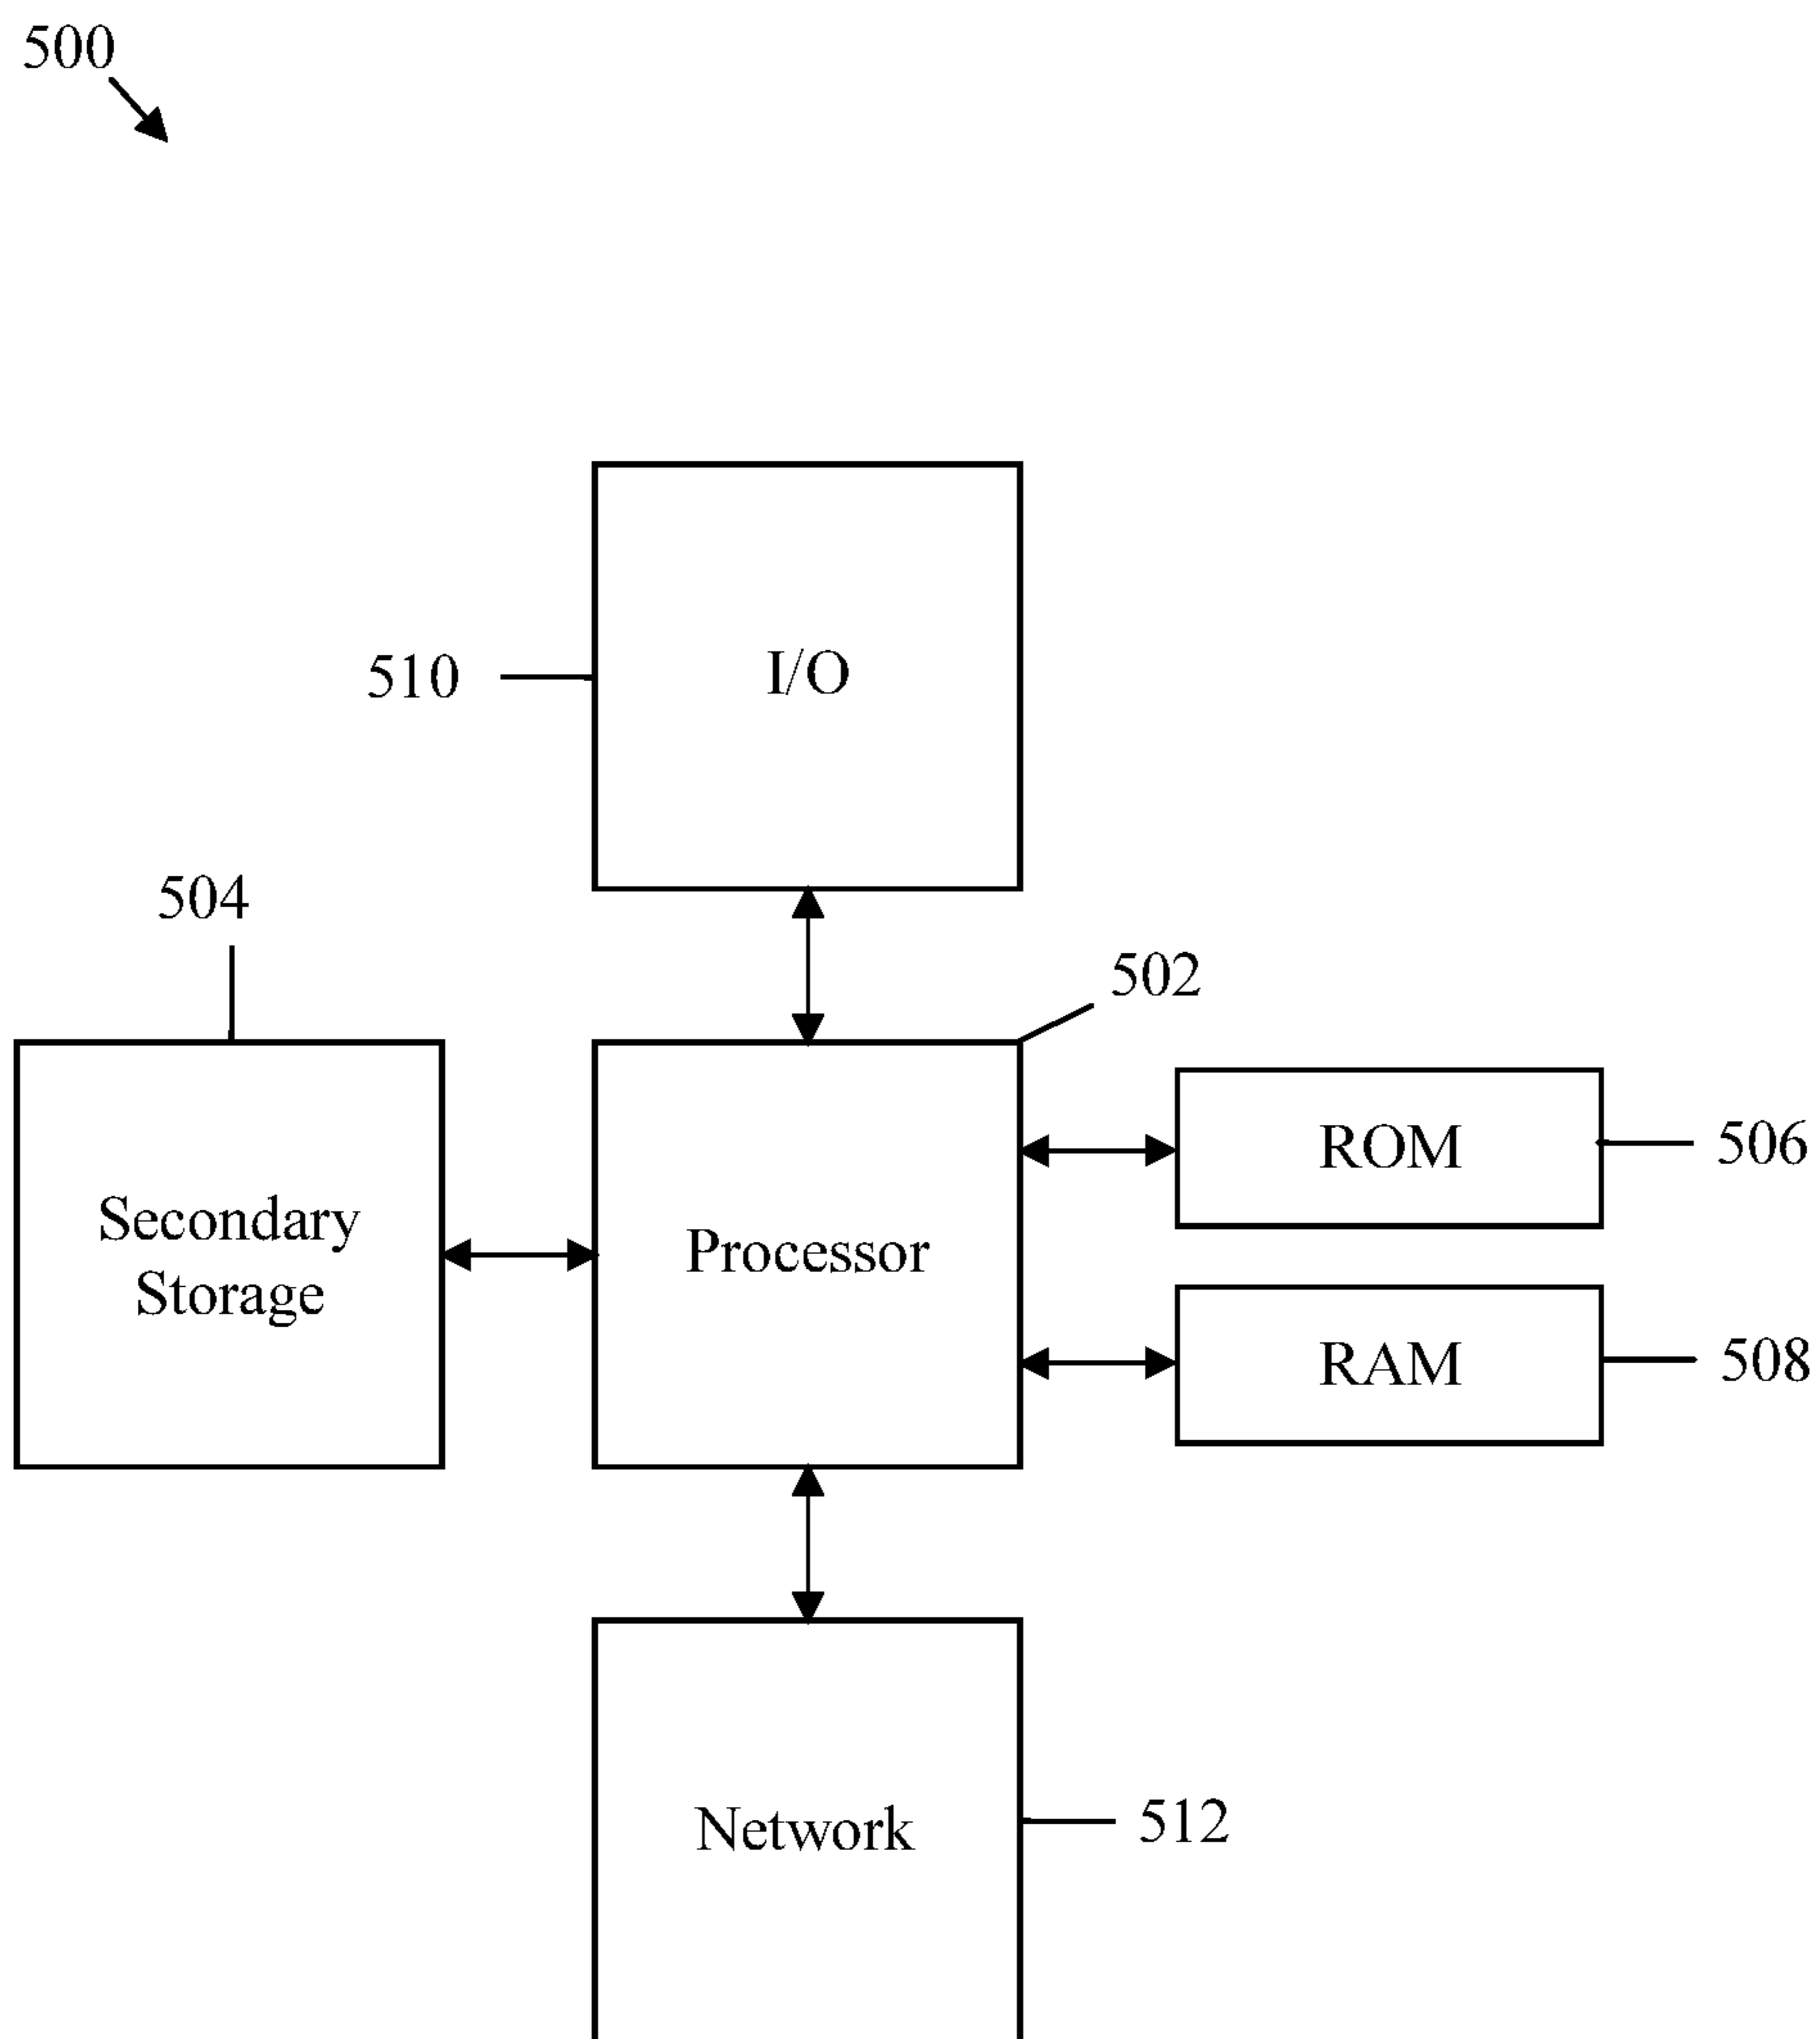 500
I/O
510
504
502
ROM
506
Secondary
Storage
Processor
RAM
508
Network
512